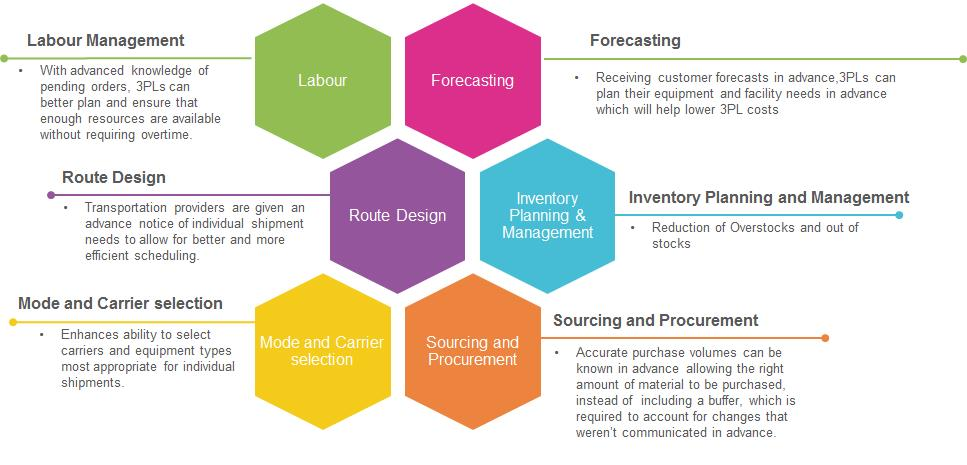 Labour Management
• With advanced knowledge of
pending orders, 3PLs can
better plan and ensure that
enough resources are available
without requiring overtime.
Labour
Forecasting
Forecasting
• Receiving customer forecasts in advance,3PLs can
plan their equipment and facility needs in advance
which will help lower 3PL costs
Route Design
• Transportation providers are given an
advance notice of individual shipment
needs to allow for better and more
efficient scheduling.
Route Design
Inventory
Planning &
Management
Inventory Planning and Management
• Reduction of Overstocks and out of
stocks
Mode and Carrier selection
• Enhances ability to select
carriers and equipment types
most appropriate for individual
shipments.
Mode and Carrier
selection
Sourcing and
Procurement
Sourcing and Procurement
• Accurate purchase volumes can be
known in advance allowing the right
amount of material to be purchased,
instead of including a buffer, which is
required to account for changes that
weren't communicated in advance.